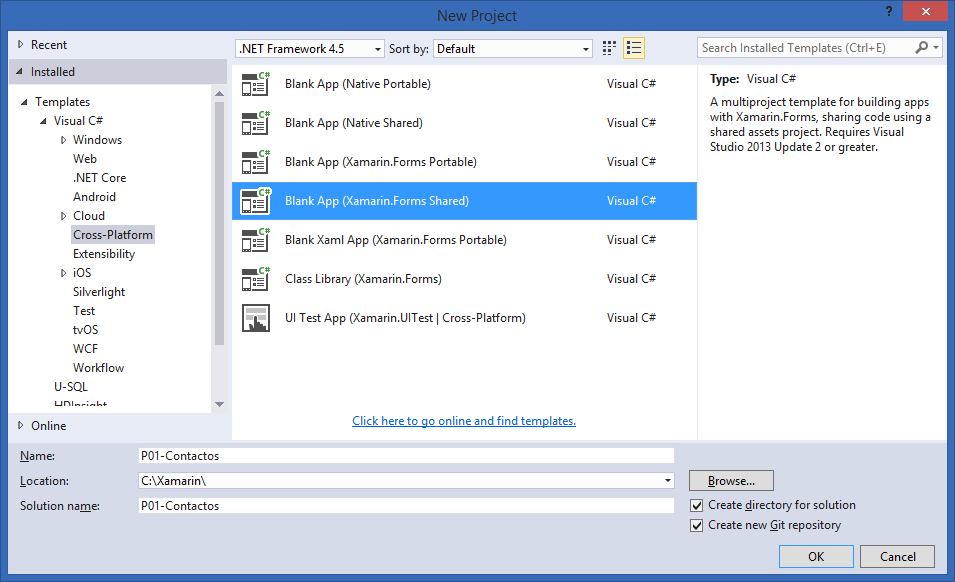 New Project
?
Recent
Installed
Templates
Visual C#
Windows
Web
.NET Core
Android
Cloud
Cross-Platform
Extensibility
iOS
Silverlight
Test
tvOS
WCF
Workflow
U-SQL
HDInsight
Online
.NET Framework 4.5
Sort by:
Default
Search Installed Templates (Ctrl+E)
C#
Blank App (Native Portable)
Visual C#
C#
Blank App (Native Shared)
Visual C#
C#
Blank App (Xamarin.Forms Portable)
Visual C#
C#
Blank App (Xamarin.Forms Shared)
Visual C#
C#
Blank Xaml App (Xamarin.Forms Portable)
Visual C#
C#
Class Library (Xamarin.Forms)
Visual C#
UI Test App (Xamarin.UITest | Cross-Platform)
Visual C#
Click here to go online and find templates.
Type: Visual C#
A multiproject template for building apps
with Xamarin.Forms, sharing code using a
shared assets project. Requires Visual
Studio 2013 Update 2 or greater.
Name:
P01-Contactos
Location:
C:\Xamarin\
Browse...
Solution name:
P01-Contactos
Create directory for solution
Create new Git repository
OK
Cancel